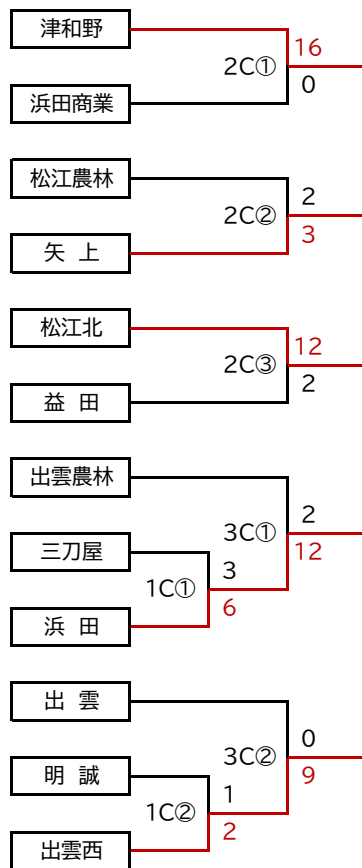 津和野
16
2C①
0
浜田商業
松江農林
2
2C②
3
矢上
松江北
12
2C③
2
益田
出雲農林
2
3C①
12
三刀屋
3
1C①
6
浜田
出雲
0
3C②
9
明誠
1
1C②
2
出雲西